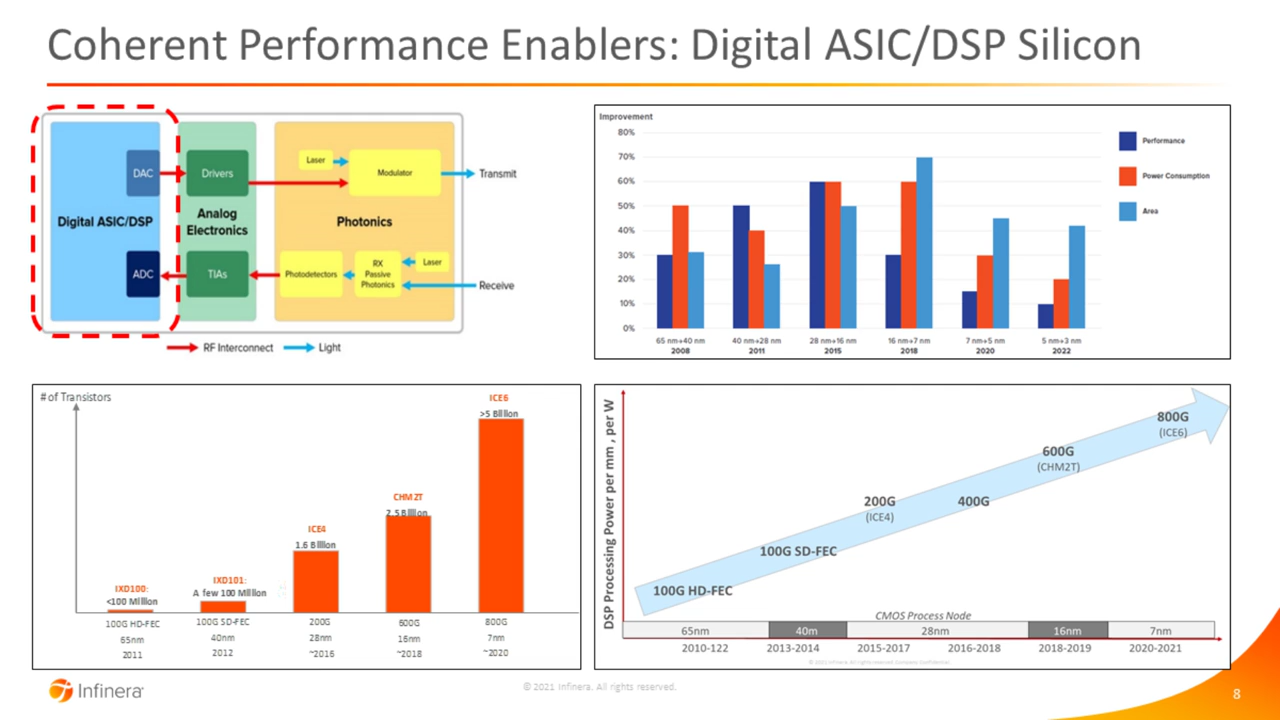 Coherent Performance Enablers: Digital ASIC/DSP Silicon
DAC
Drivers
Laser
Modulator
Transmit
Digital ASIC/DSP
Analog
Electronics
Photonics
ADC
TIAs
Photodetectors
RX
Passive
Photonics
Laser
Receive
RF Interconnect
Light
Improvement
80%
70%
60%
50%
40%
30%
20%
10%
0%
65 nm→40 nm
40 nm→28 nm
28 nm→16 nm
16 nm→7 nm
7 nm→5 nm
5 nm→3 nm
2008
2011
2015
2018
2020
2022
Performance
Power Consumption
Area
# of Transistors
IXD100:
<100 Million
IXD101:
A few 100 Million
ICE4
1.6 Billion
CHM2T
2.5 Billion
ICE6
>5 Billion
100G HD-FEC
100G SD-FEC
200G
600G
800G
65nm
40nm
28nm
16nm
7nm
2011
2012
~2016
~2018
~2020
DSP Processing Power per mm , per W
100G HD-FEC
100G SD-FEC
200G
(ICE4)
400G
600G
(CHM2T)
800G
(ICE6)
CMOS Process Node
65nm
40m
28nm
16nm
7nm
2010-122
2013-2014
2015-2017
2016-2018
2018-2019
2020-2021
© 2021 Infinera. All rights reserved. Company Confidential.
Infinera
© 2021 Infinera. All rights reserved.
8